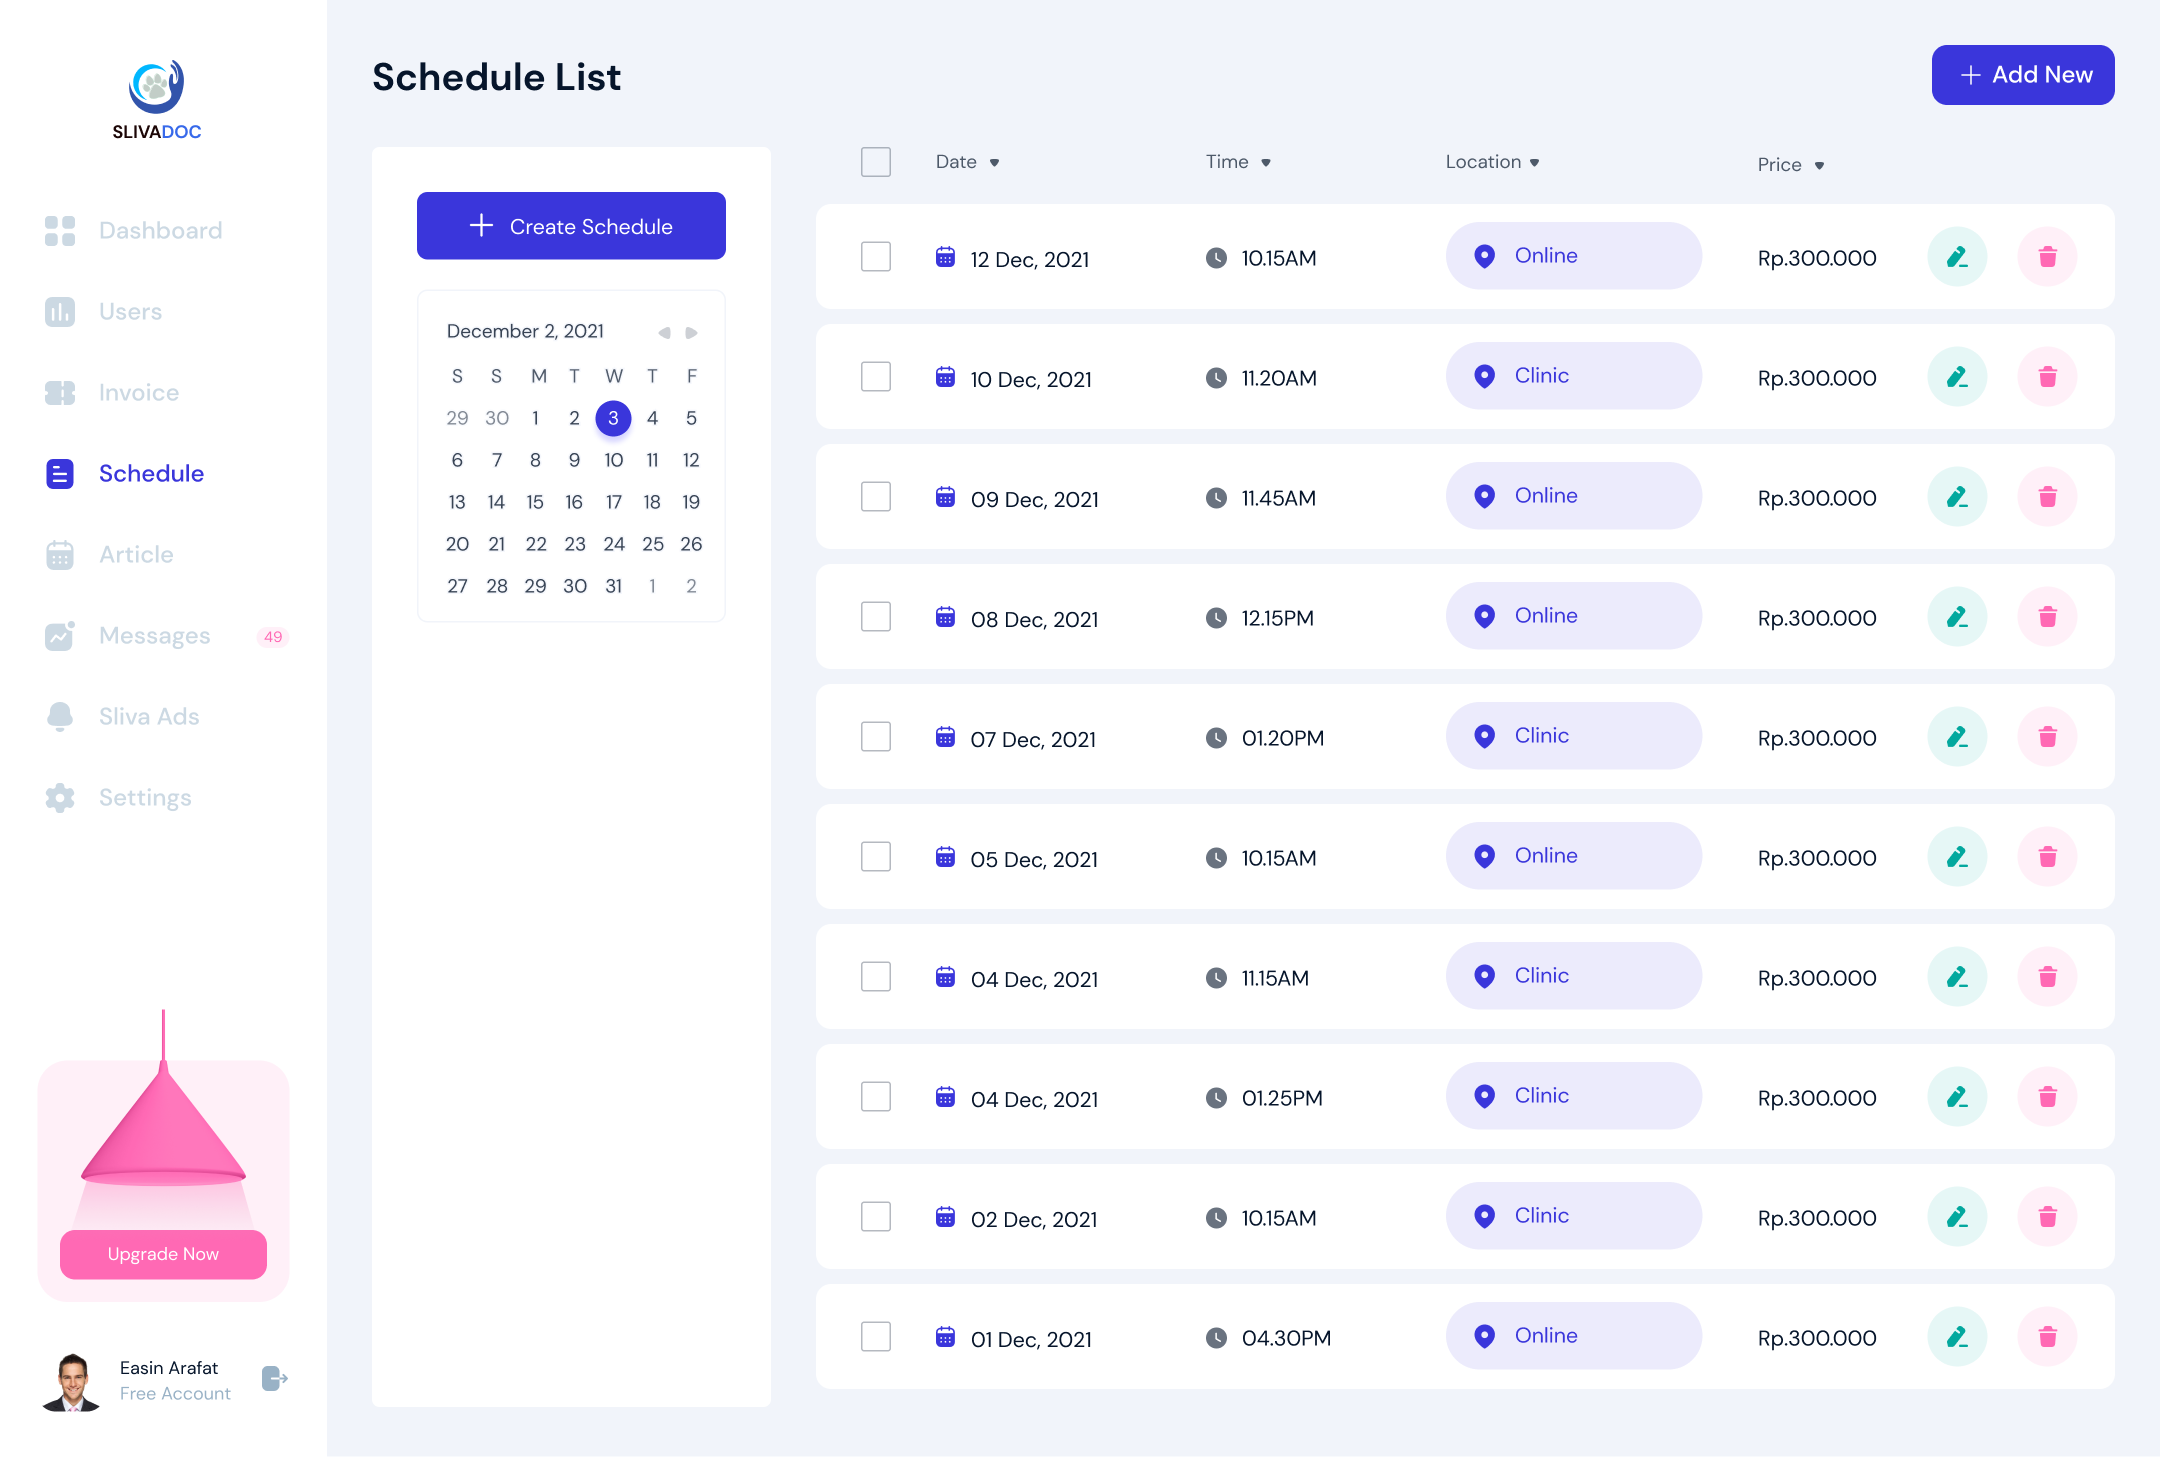 SLIVADOC
Dashboard
Users
Invoice
Schedule
Article
Messages 49
Sliva Ads
Settings
Upgrade Now
Easin Arafat
Free Account
Schedule List
Add New
Create Schedule
December 2, 2021
S S M T W T F
29 30 1 2 3 4 5
6 7 8 9 10 11 12
13 14 15 16 17 18 19
20 21 22 23 24 25 26
27 28 29 30 31 1 2
Date Time Location Price
12 Dec, 2021 10.15AM Online Rp.300.000
10 Dec, 2021 11.20AM Clinic Rp.300.000
09 Dec, 2021 11.45AM Online Rp.300.000
08 Dec, 2021 12.15PM Online Rp.300.000
07 Dec, 2021 01.20PM Clinic Rp.300.000
05 Dec, 2021 10.15AM Online Rp.300.000
04 Dec, 2021 11.15AM Clinic Rp.300.000
04 Dec, 2021 01.25PM Clinic Rp.300.000
02 Dec, 2021 10.15AM Clinic Rp.300.000
01 Dec, 2021 04.30PM Online Rp.300.000